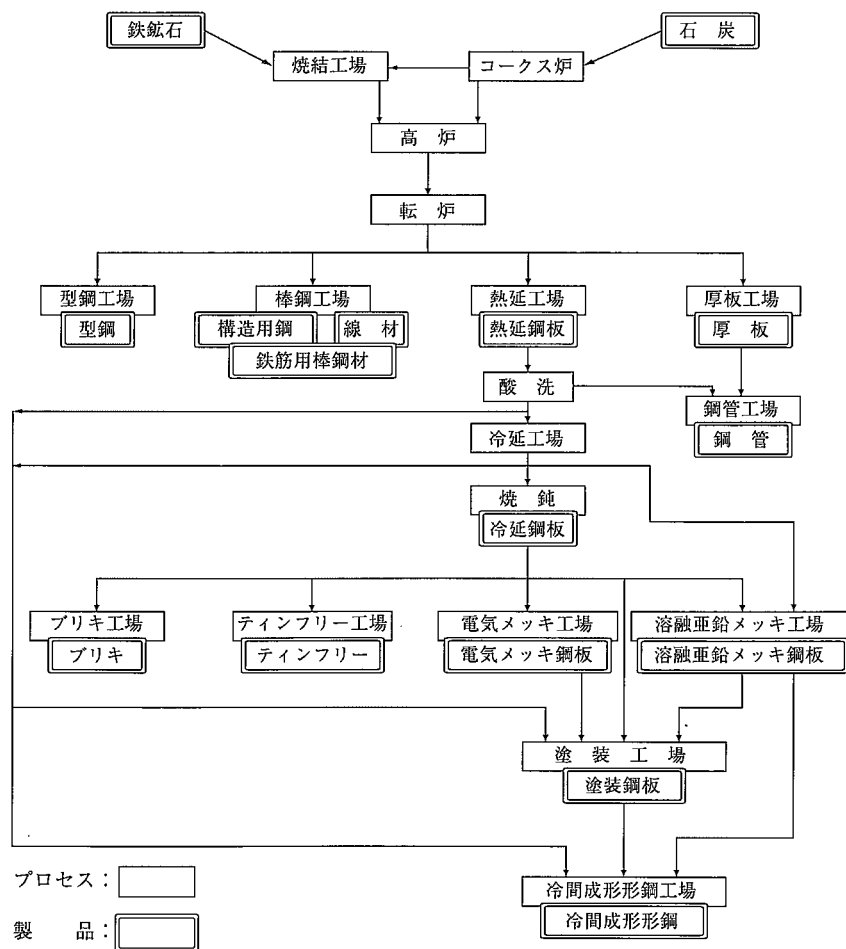 鉄鉱石
石 炭
焼結工場
コークス炉
高 炉
転 炉
型鋼工場
棒鋼工場
熱延工場
厚板工場
型鋼
構造用鋼
線 材
熱延鋼板
厚 板
鉄筋用棒鋼材
酸 洗
鋼管工場
冷延工場
鋼 管
焼 鈍
冷延鋼板
ブリキ工場
ティンフリー工場
電気メッキ工場
溶融亜鉛メッキ工場
ブリキ
ティンフリー
電気メッキ鋼板
溶融亜鉛メッキ鋼板
塗 装 工 場
塗装鋼板
プロセス：
冷間成形形鋼工場
製 品：
冷間成形形鋼